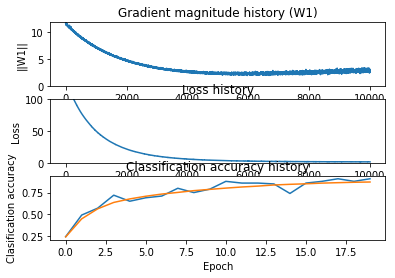 Gradient magnitude history (W1)
10
5
0
||W1||
0 2000 4000 6000 8000 10000
Loss history
100
50
0
Loss
0 2000 4000 6000 8000 10000
Classification accuracy history
0.75
0.50
0.25
Clasification accuracy
0.0 2.5 5.0 7.5 10.0 12.5 15.0 17.5
Epoch